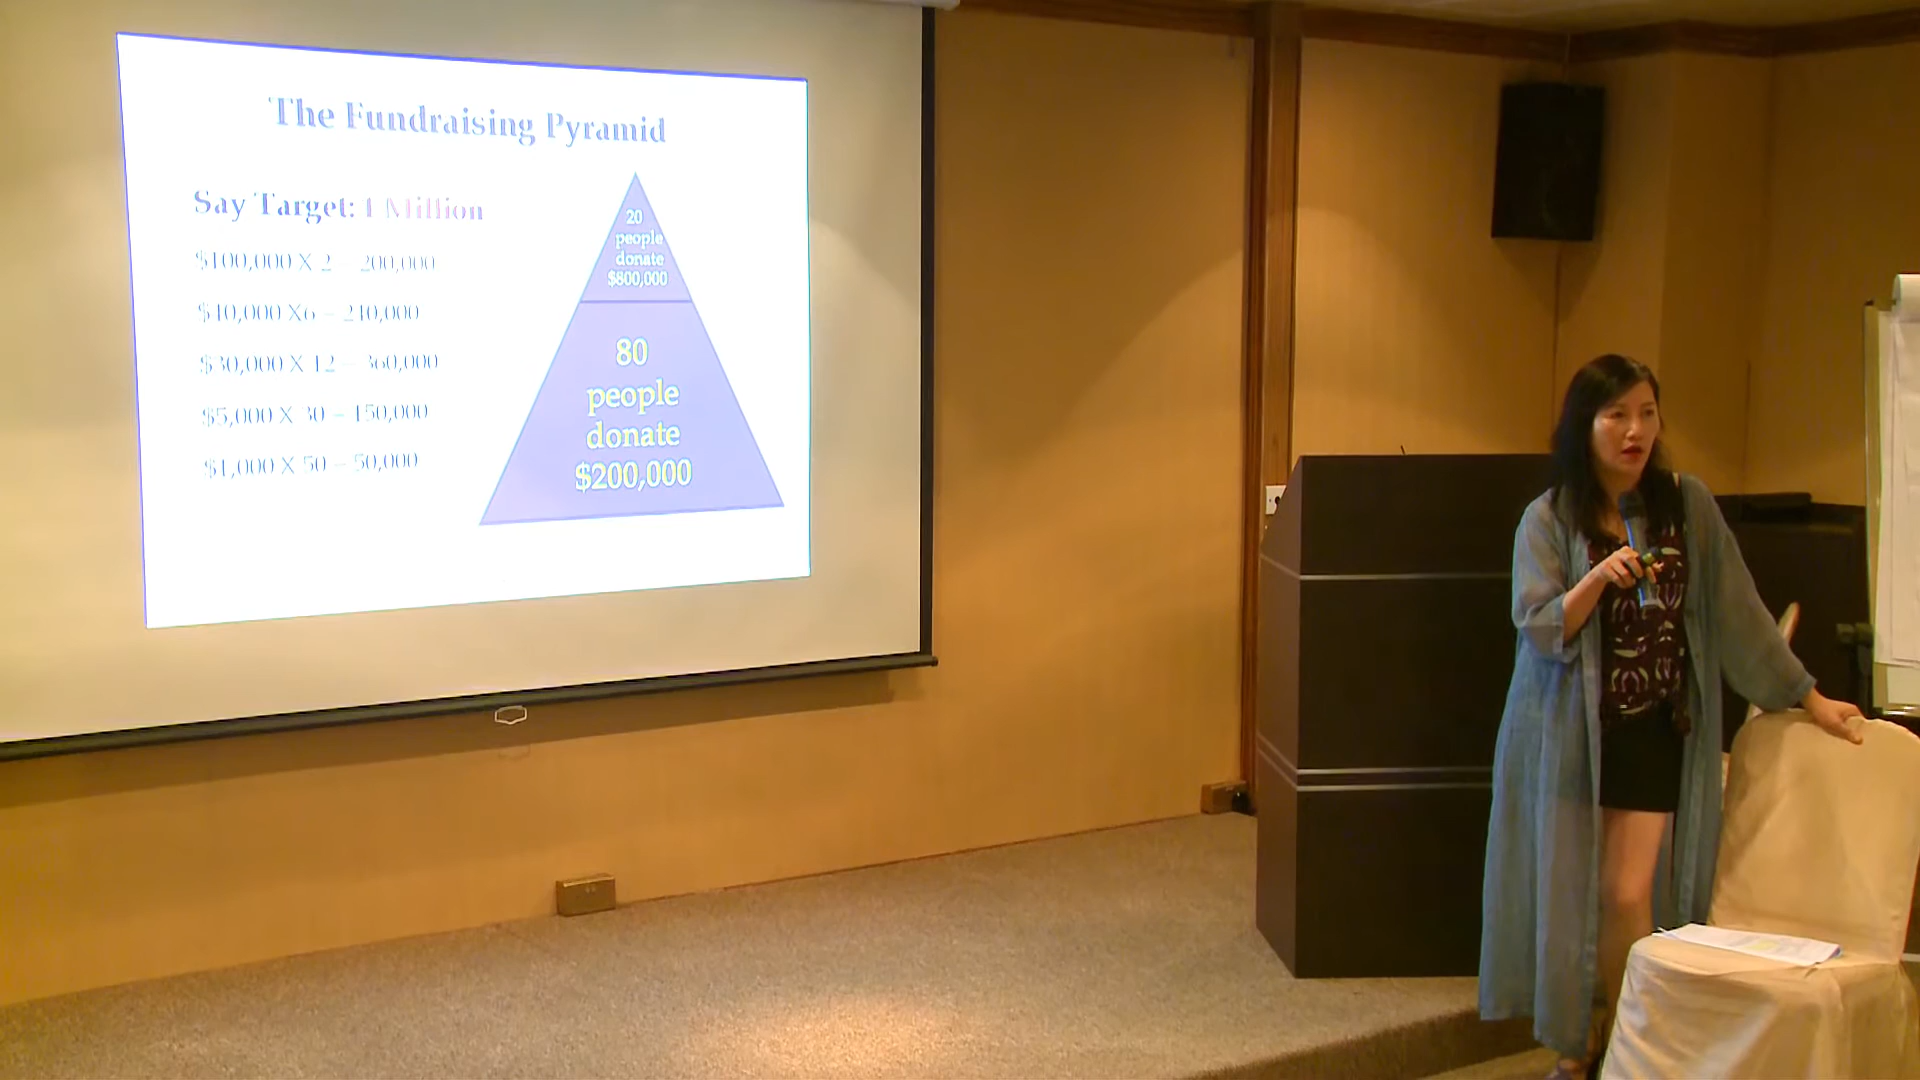 The Fundraising Pyramid
Say Target: 1 Million
$100,000 X 2 = 200,000
$40,000 X6 = 240,000
$30,000 X 12 = 360,000
$5,000 X 30 = 150,000
$1,000 X 50 = 50,000
20
people
donate
$800,000
80
people
donate
$200,000